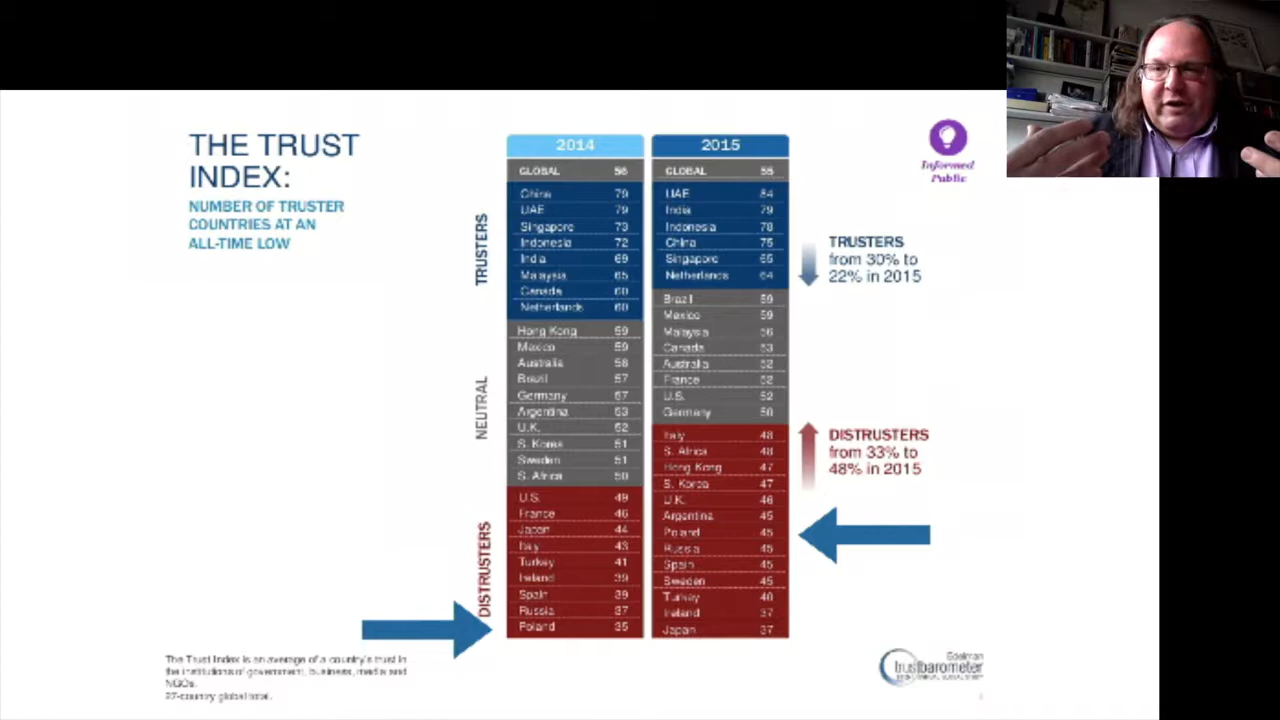 THE TRUST
INDEX:
NUMBER OF TRUSTER
COUNTRIES AT AN
ALL-TIME LOW
TRUSTERS
NEUTRAL
DISTRUSTERS
2014
GLOBAL 56
China 79
UAE 79
Singapore 73
Indonesia 72
India 69
Malaysia 65
Canada 60
Netherlands 60
Hong Kong 59
Mexico 59
Australia 58
Brazil 57
Germany 57
Argentina 53
U.K. 52
S. Korea 51
Sweden 51
S. Africa 50
U.S. 49
France 46
Japan 44
Italy 43
Turkey 41
Ireland 39
Spain 39
Russia 37
Poland 35
2015
GLOBAL 55
UAE 84
India 79
Indonesia 78
China 75
Singapore 65
Netherlands 64
Brazil 59
Mexico 59
Malaysia 56
Canada 53
Australia 52
France 52
U.S. 52
Germany 50
Italy 48
S. Africa 48
Hong Kong 47
S. Korea 47
U.K. 46
Argentina 45
Poland 45
Russia 45
Spain 45
Sweden 45
Turkey 40
Ireland 37
Japan 37
Informed
Public
TRUSTERS
from 30% to
22% in 2015
DISTRUSTERS
from 33% to
48% in 2015
The Trust Index is an average of a country's trust in
the institutions of government, business, media and
NGOs.
27-country global total.
Edelman
trustbarometer